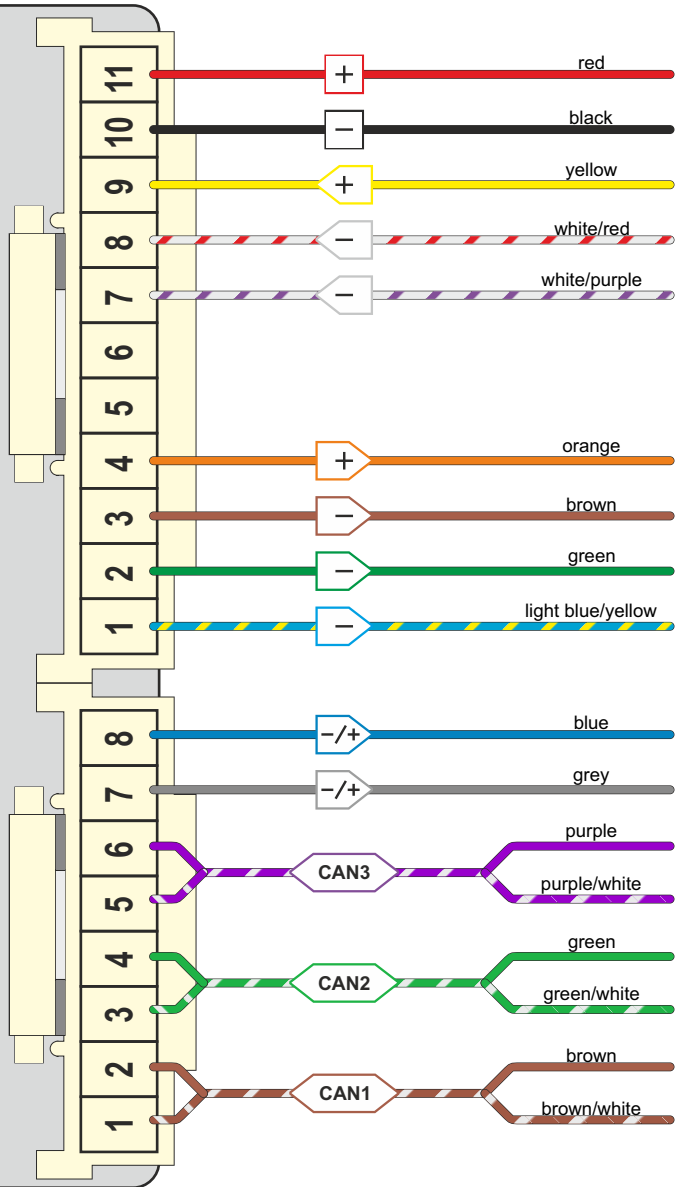 11 + red
10 − black
9 + yellow
8 − white/red
7 − white/purple
6
5
4 + orange
3 − brown
2 − green
1 − light blue/yellow
8 −/+ blue
7 −/+ grey
6 purple
CAN3
5 purple/white
4 green
CAN2
3 green/white
2 brown
CAN1
1 brown/white